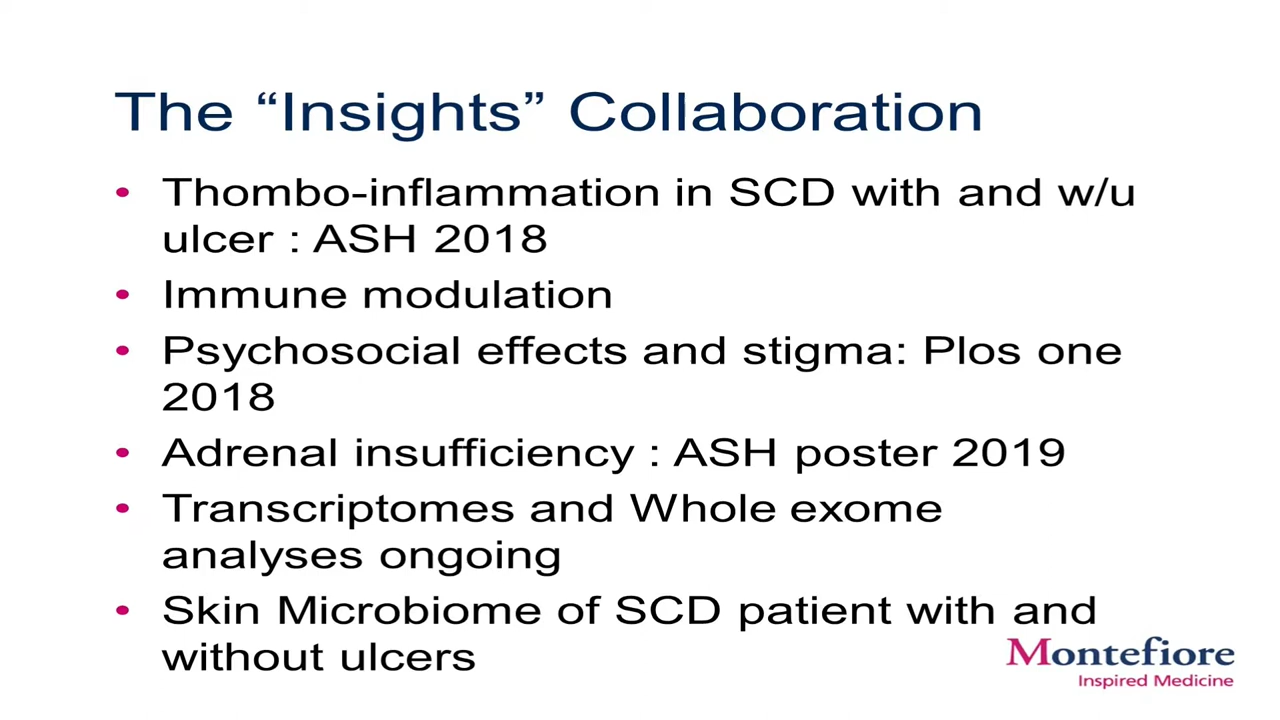 The “Insights” Collaboration
• Thombo-inflammation in SCD with and w/u
ulcer : ASH 2018
• Immune modulation
• Psychosocial effects and stigma: Plos one
2018
• Adrenal insufficiency : ASH poster 2019
• Transcriptomes and Whole exome
analyses ongoing
• Skin Microbiome of SCD patient with and
without ulcers
Montefiore
Inspired Medicine